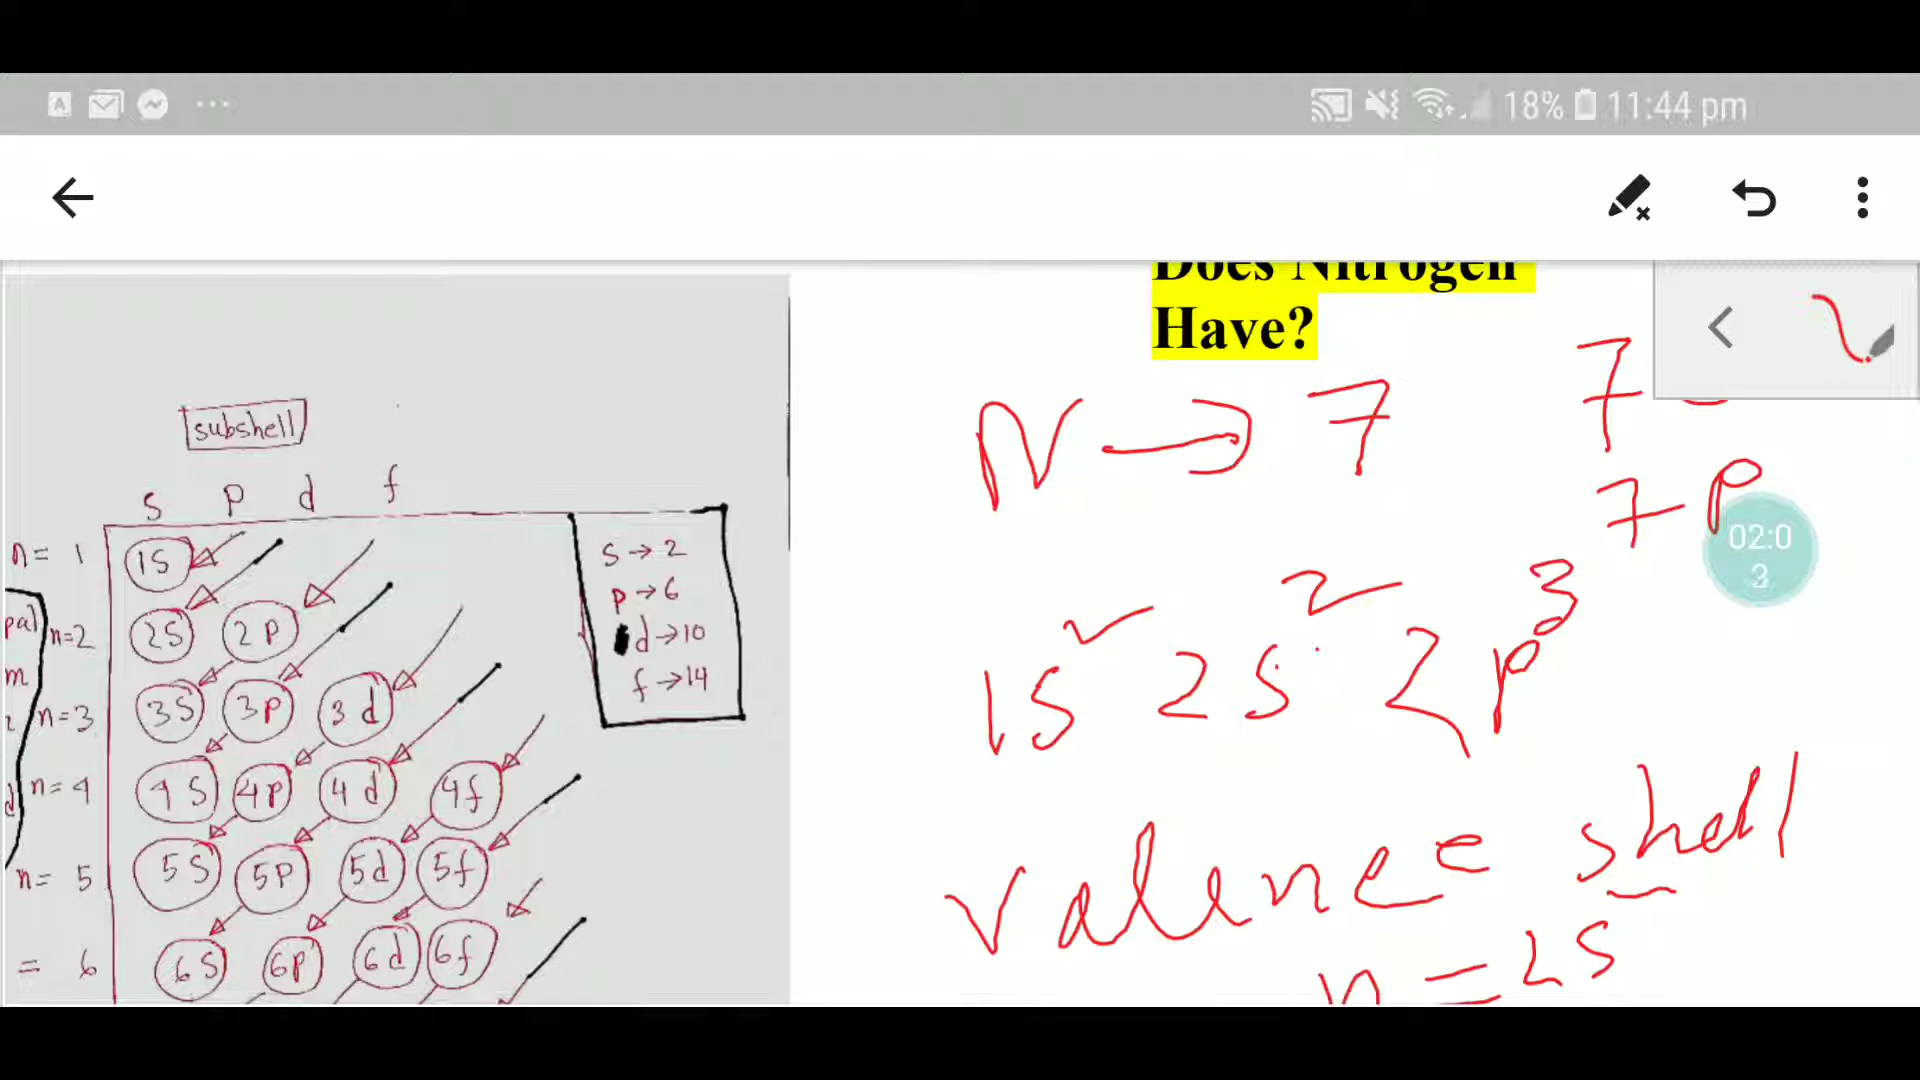 18% 11:44 pm
Does Nitrogen
Have?
N → 7
7
7 P
02:0
3
1s² 2s² 2p³
valence shell
n = 2s
subshell
s p d f
n = 1 1S
n=2 2S 2p
n=3 3S 3p 3d
n=4 4S 4p 4d 4f
n= 5 5S 5p 5d 5f
= 6 6S 6p 6d 6f
S → 2
p → 6
d → 10
f → 14